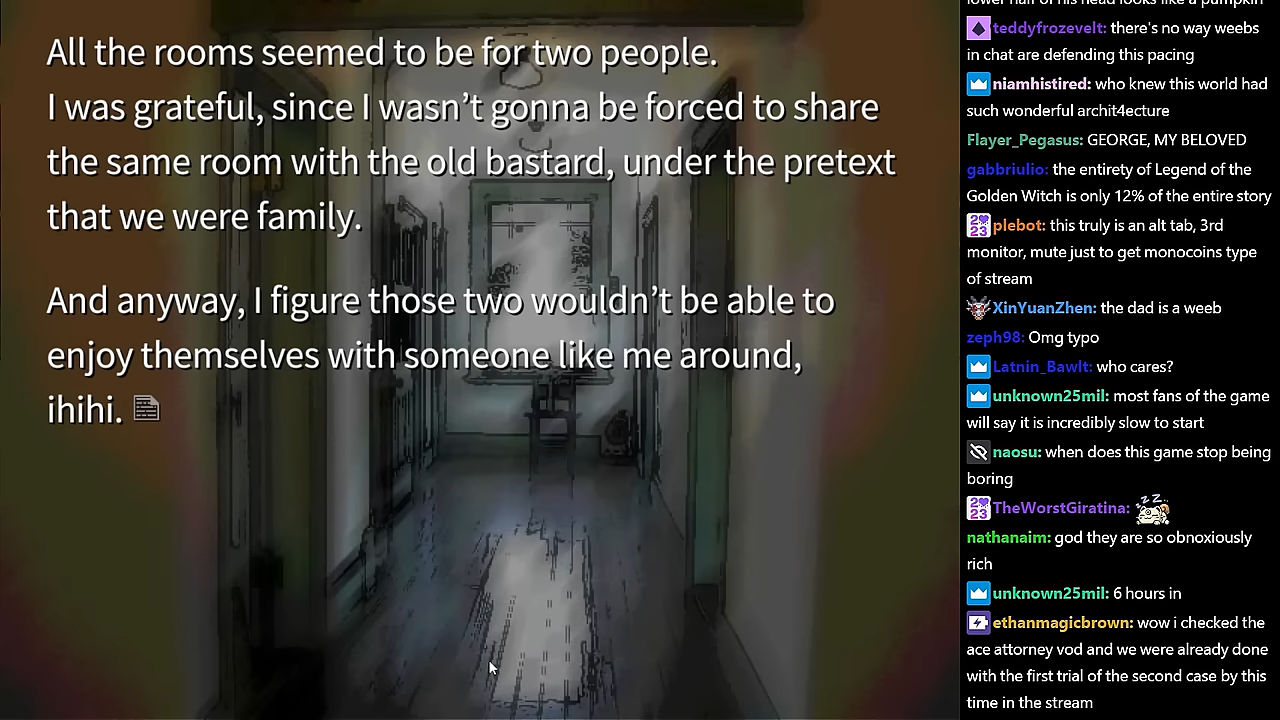 All the rooms seemed to be for two people.
I was grateful, since I wasn't gonna be forced to share
the same room with the old bastard, under the pretext
that we were family.
And anyway, I figure those two wouldn't be able to
enjoy themselves with someone like me around,
ihihi.
lower half of his head looks like a pumpkin
teddyfrozevelt: there's no way weebs
in chat are defending this pacing
niamhistired: who knew this world had
such wonderful archit4ecture
Flayer_Pegasus: GEORGE, MY BELOVED
gabbriulio: the entirety of Legend of the
Golden Witch is only 12% of the entire story
2023 plebot: this truly is an alt tab, 3rd
monitor, mute just to get monocoins type
of stream
XinYuanZhen: the dad is a weeb
zeph98: Omg typo
Latnin_Bawlt: who cares?
unknown25mil: most fans of the game
will say it is incredibly slow to start
naosu: when does this game stop being
boring
2023 TheWorstGiratina: zz
nathanaim: god they are so obnoxiously
rich
unknown25mil: 6 hours in
ethanmagicbrown: wow i checked the
ace attorney vod and we were already done
with the first trial of the second case by this
time in the stream